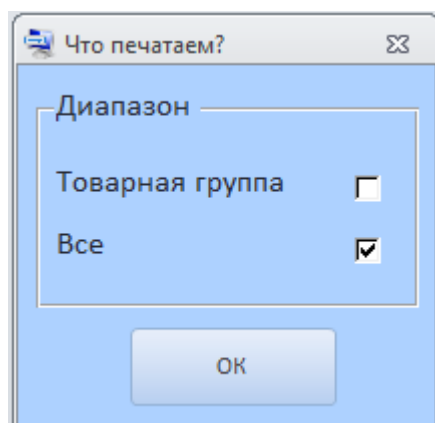 Что печатаем?
Диапазон
Товарная группа
Все
ОК